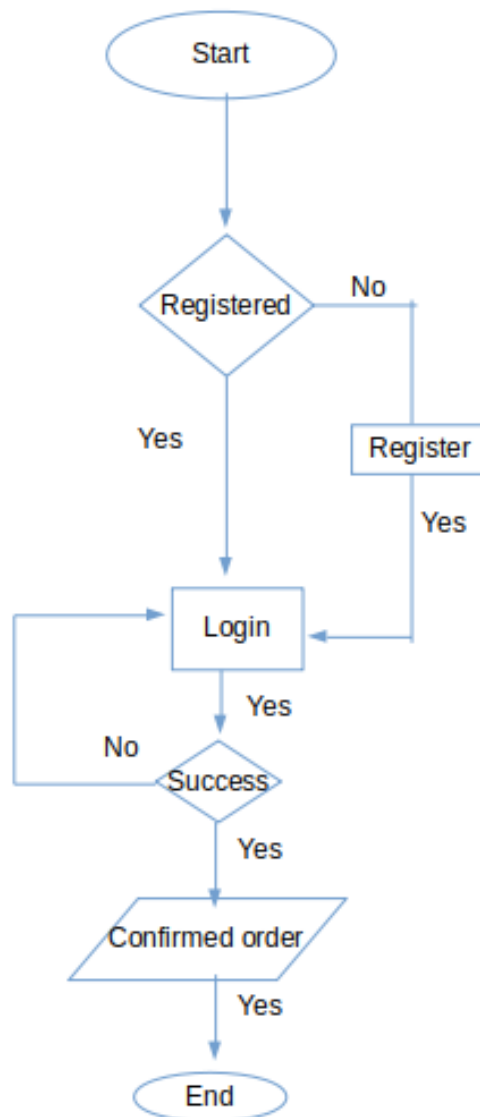 Start
Registered
No
Yes
Register
Yes
Login
Yes
No
Success
Yes
Confirmed order
Yes
End